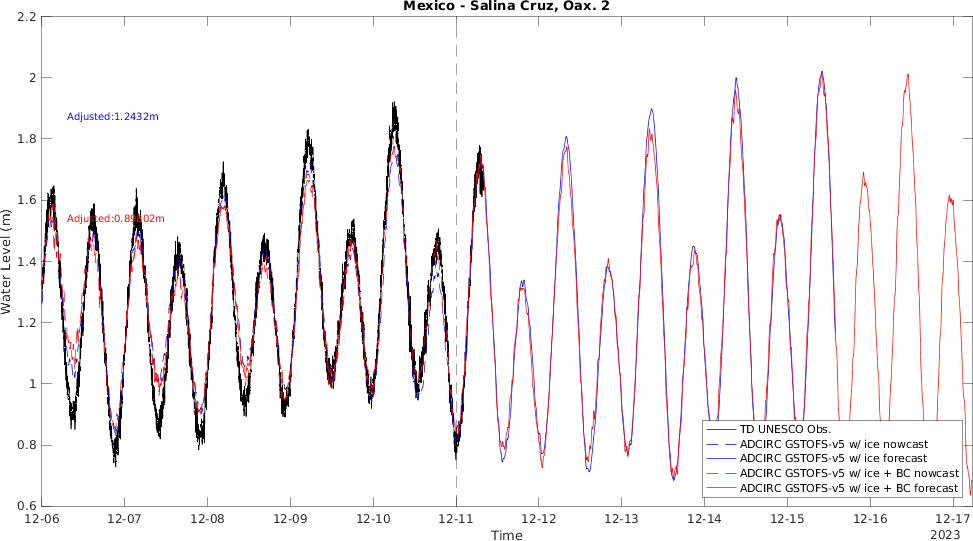 Mexico - Salina Cruz, Oax. 2
2.2
2
1.8
1.6
1.4
1.2
1
0.8
0.6
Water Level (m)
Adjusted:1.2432m
TD UNESCO Obs.
ADCIRC GSTOFS-v5 w/ ice nowcast
ADCIRC GSTOFS-v5 w/ ice forecast
ADCIRC GSTOFS-v5 w/ ice + BC nowcast
ADCIRC GSTOFS-v5 w/ ice + BC forecast
12-06 12-07 12-08 12-09 12-10 12-11 12-12 12-13 12-14 12-15 12-16 12-17
Time
2023